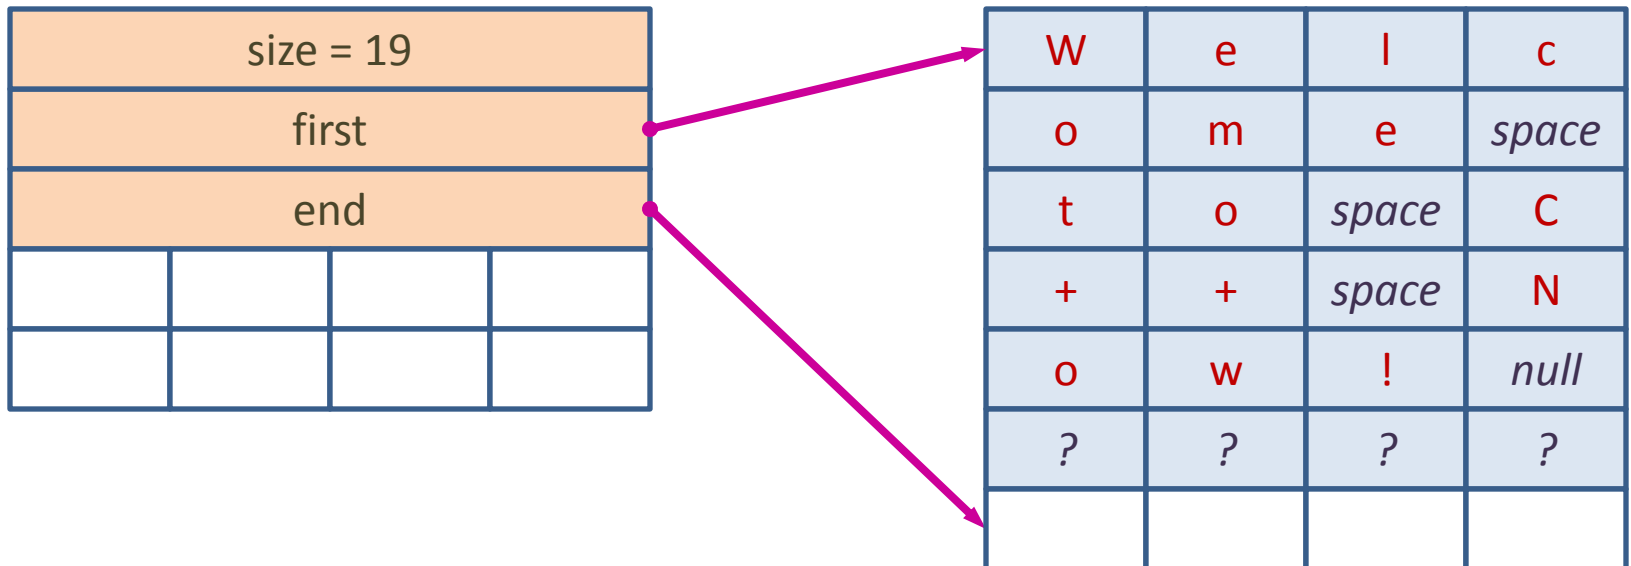 size = 19
first
end
W e l c
o m e space
t o space C
+ + space N
o w ! null
? ? ? ?